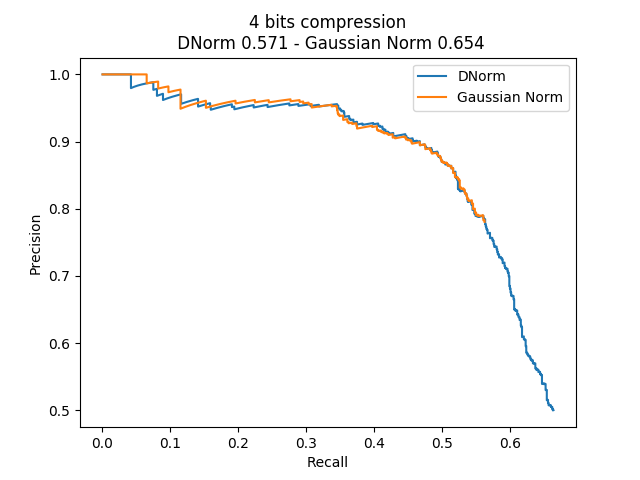 4 bits compression
DNorm 0.571 - Gaussian Norm 0.654
DNorm
Gaussian Norm
1.0
0.9
0.8
0.7
0.6
0.5
Precision
0.0
0.1
0.2
0.3
0.4
0.5
0.6
Recall